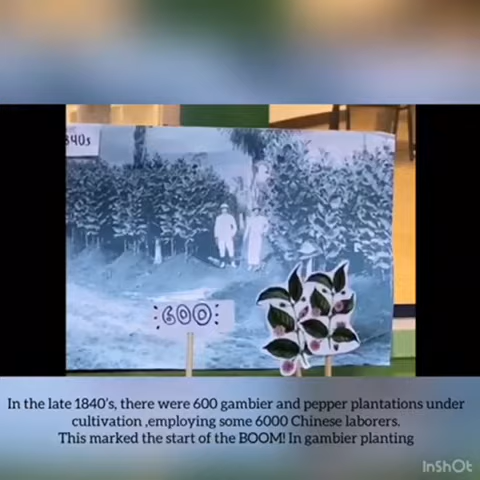 840s
600
In the late 1840's, there were 600 gambier and pepper plantations under
cultivation ,employing some 6000 Chinese laborers.
This marked the start of the BOOM! In gambier planting
InShOt